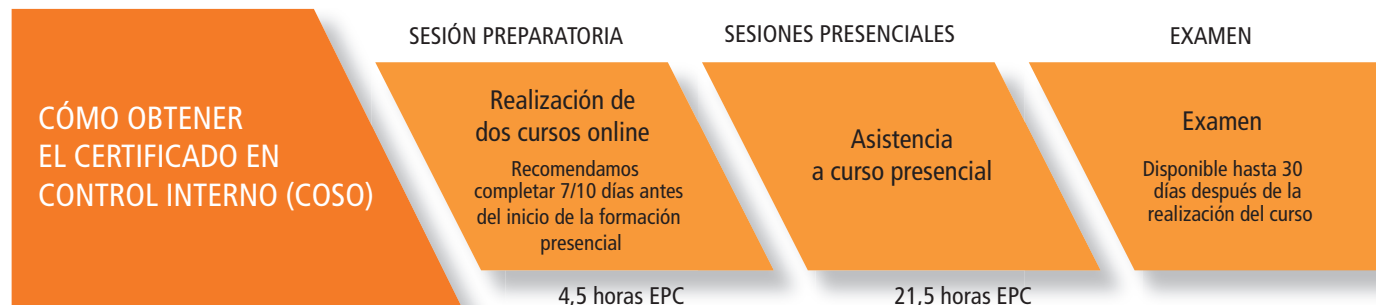 CÓMO OBTENER
EL CERTIFICADO EN
CONTROL INTERNO (COSO)
SESIÓN PREPARATORIA
Realización de
dos cursos online
Recomendamos
completar 7/10 días antes
del inicio de la formación
presencial
4,5 horas EPC
SESIONES PRESENCIALES
Asistencia
a curso presencial
21,5 horas EPC
EXAMEN
Examen
Disponible hasta 30
días después de la
realización del curso